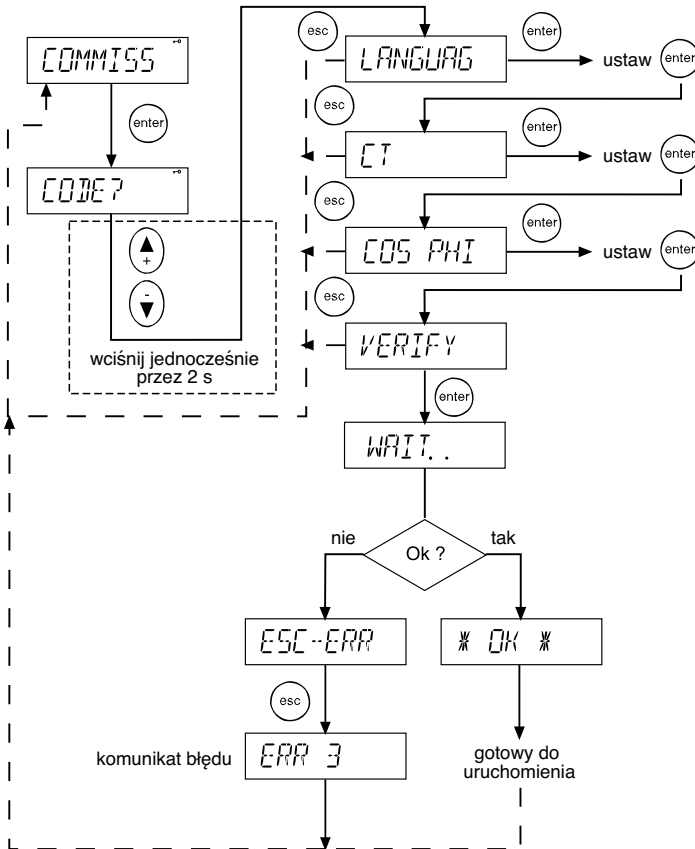 COMMISS
enter
CODE?
+
-
wciśnij jednocześnie
przez 2 s
esc
LANGUAG
enter
ustaw
enter
esc
CT
enter
ustaw
enter
esc
COS PHI
enter
ustaw
enter
esc
VERIFY
enter
WAIT..
Ok ?
nie
tak
ESC-ERR
* OK *
esc
komunikat błędu
ERR 3
gotowy do
uruchomienia